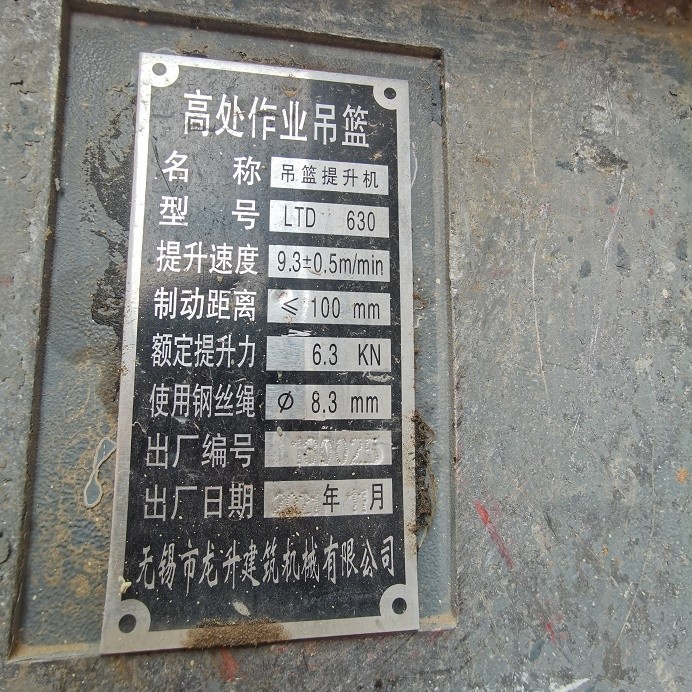 高处作业吊篮
名称 吊篮提升机
型号 LTD 630
提升速度 9.3±0.5m/min
制动距离 ≤ 100 mm
额定提升力 6.3 KN
使用钢丝绳 Ø 8.3 mm
出厂编号
出厂日期 年 月
无锡市龙升建筑机械有限公司